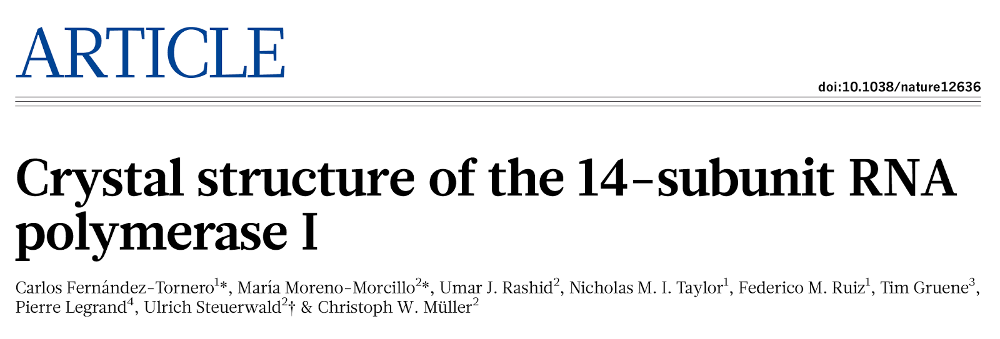 ARTICLE
doi:10.1038/nature12636
Crystal structure of the 14-subunit RNA
polymerase I
Carlos Fernández-Tornero1*, María Moreno-Morcillo2*, Umar J. Rashid2, Nicholas M. I. Taylor1, Federico M. Ruiz1, Tim Gruene3,
Pierre Legrand4, Ulrich Steuerwald2† & Christoph W. Müller2